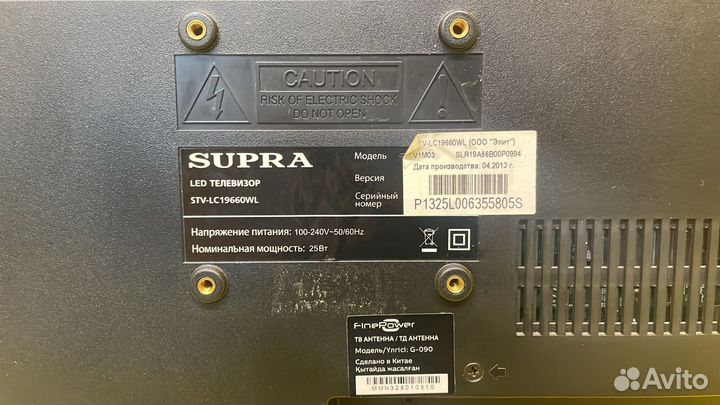 CAUTION
RISK OF ELECTRIC SHOCK
DO NOT OPEN
SUPRA
LED ТЕЛЕВИЗОР
STV-LC19660WL
Модель
Версия
Серийный
номер
TV-LC19660WL (ООО "Элит")
V1M03 SLR19A66B00P0994
Дата производства: 04.2013 г.
P1325L006355805S
Напряжение питания: 100-240V~50/60Hz
Номинальная мощность: 25Вт
FinePower
ТВ АНТЕННА / ТД АНТЕННА
Модель/Үлгісі: G-090
Сделано в Китае
Қытайда жасалған
MMN328010510
Avito